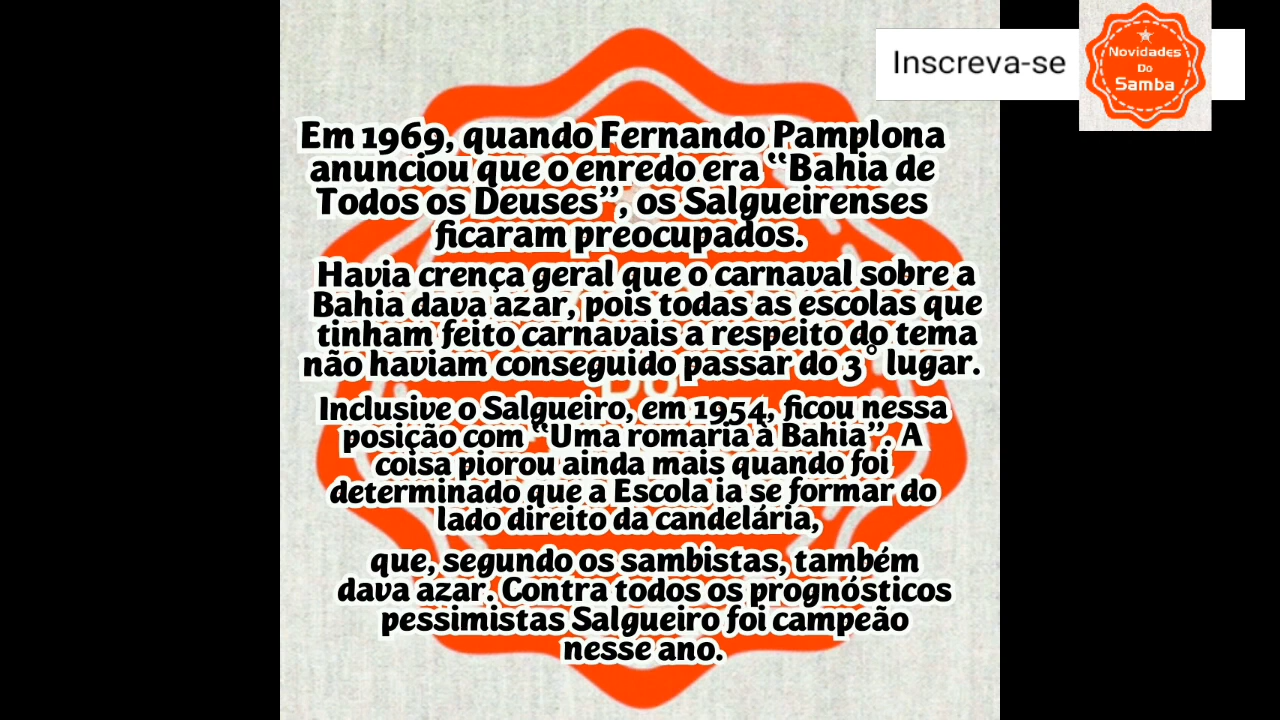 Inscreva-se
Novidades
Do
Samba
Em 1969, quando Fernando Pamplona
anunciou que o enredo era “Bahia de
Todos os Deuses”, os Salgueirenses
ficaram preocupados.
Havia crença geral que o carnaval sobre a
Bahia dava azar, pois todas as escolas que
tinham feito carnavais a respeito do tema
não haviam conseguido passar do 3° lugar.
Inclusive o Salgueiro, em 1954, ficou nessa
posição com “Uma romaria à Bahia”. A
coisa piorou ainda mais quando foi
determinado que a Escola ia se formar do
lado direito da candelária,
que, segundo os sambistas, também
dava azar. Contra todos os prognósticos
pessimistas Salgueiro foi campeão
nesse ano.